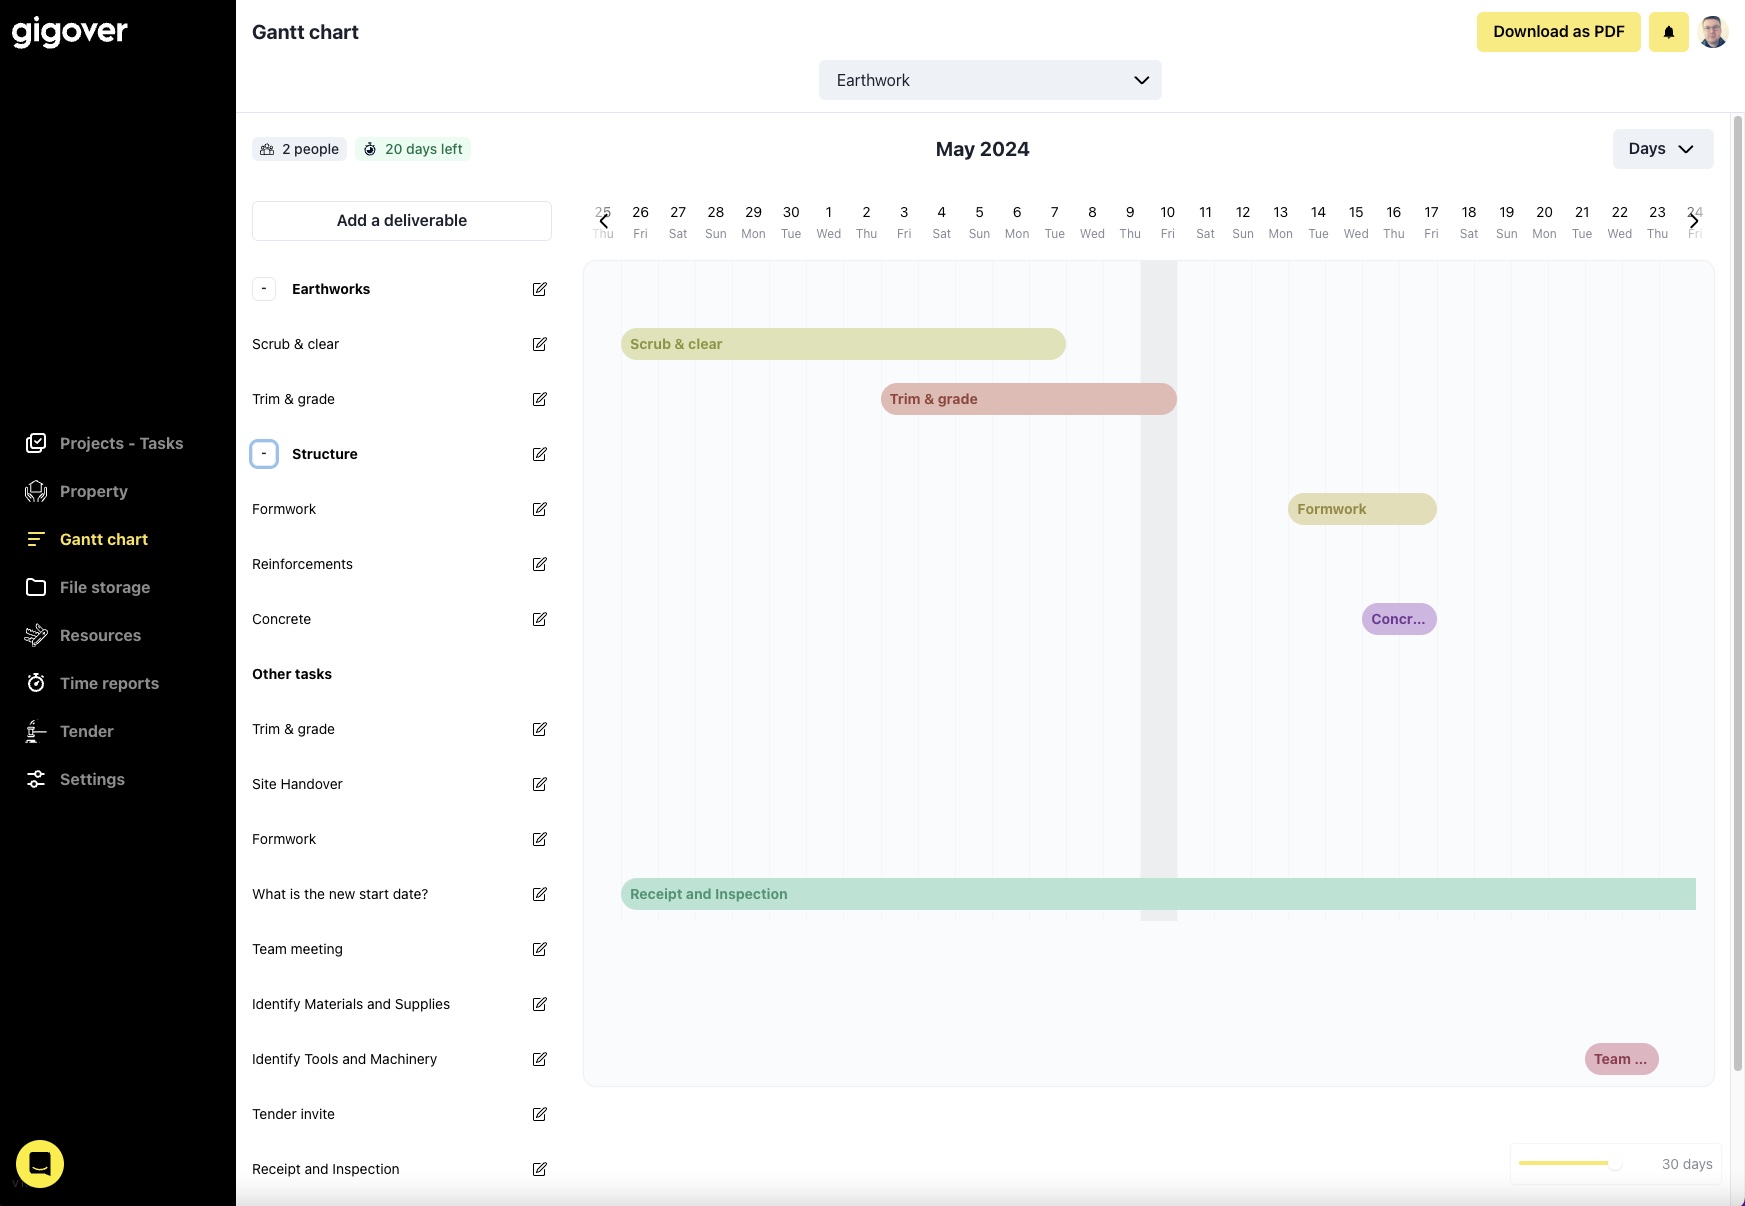 gigover
Gantt chart
Download as PDF
Earthwork
2 people
20 days left
May 2024
Days
Add a deliverable
25 26 27 28 29 30 1 2 3 4 5 6 7 8 9 10 11 12 13 14 15 16 17 18 19 20 21 22 23 24
Thu Fri Sat Sun Mon Tue Wed Thu Fri Sat Sun Mon Tue Wed Thu Fri Sat Sun Mon Tue Wed Thu Fri Sat Sun Mon Tue Wed Thu Fri
- Earthworks
Scrub & clear
Scrub & clear
Trim & grade
Trim & grade
- Structure
Formwork
Formwork
Reinforcements
Concrete
Concr...
Other tasks
Trim & grade
Site Handover
Formwork
What is the new start date?
Receipt and Inspection
Team meeting
Identify Materials and Supplies
Identify Tools and Machinery
Team ...
Tender invite
Receipt and Inspection
30 days
Projects - Tasks
Property
Gantt chart
File storage
Resources
Time reports
Tender
Settings